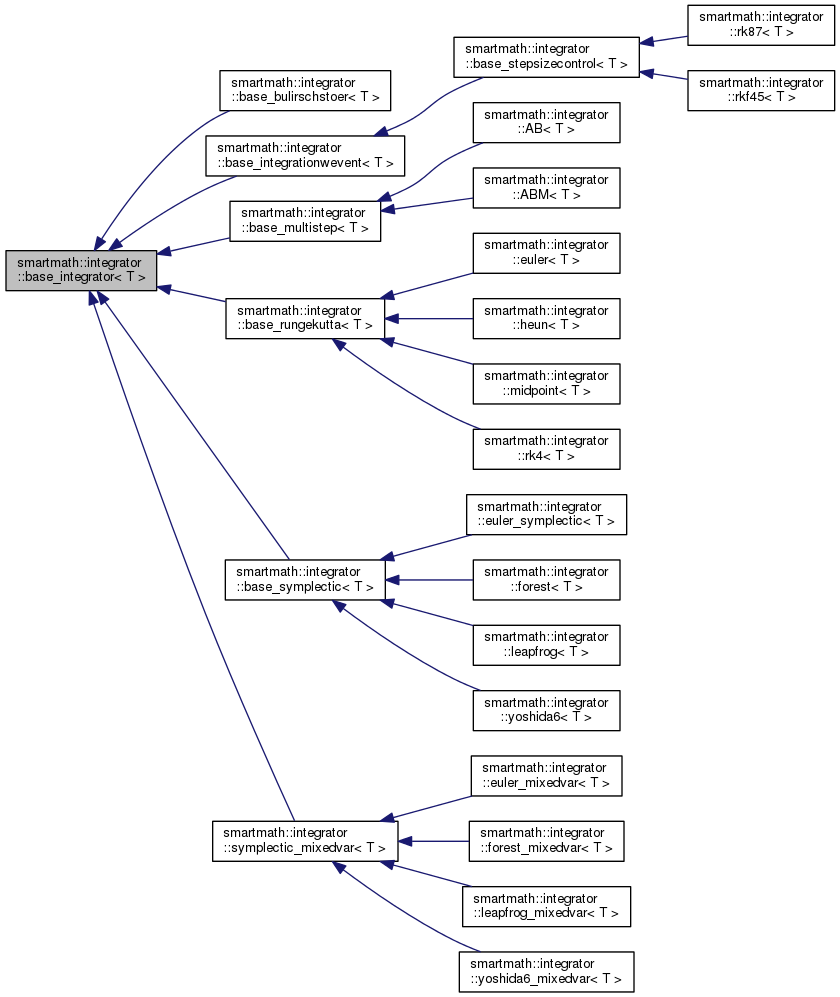 smartmath::integrator
::rk87< T >
smartmath::integrator
::base_stepsizecontrol< T >
smartmath::integrator
::rkf45< T >
smartmath::integrator
::base_bulirschstoer< T >
smartmath::integrator
::AB< T >
smartmath::integrator
::base_integrationwevent< T >
smartmath::integrator
::ABM< T >
smartmath::integrator
::base_multistep< T >
smartmath::integrator
::euler< T >
smartmath::integrator
::base_integrator< T >
smartmath::integrator
::base_rungekutta< T >
smartmath::integrator
::heun< T >
smartmath::integrator
::midpoint< T >
smartmath::integrator
::rk4< T >
smartmath::integrator
::euler_symplectic< T >
smartmath::integrator
::base_symplectic< T >
smartmath::integrator
::forest< T >
smartmath::integrator
::leapfrog< T >
smartmath::integrator
::yoshida6< T >
smartmath::integrator
::euler_mixedvar< T >
smartmath::integrator
::symplectic_mixedvar< T >
smartmath::integrator
::forest_mixedvar< T >
smartmath::integrator
::leapfrog_mixedvar< T >
smartmath::integrator
::yoshida6_mixedvar< T >